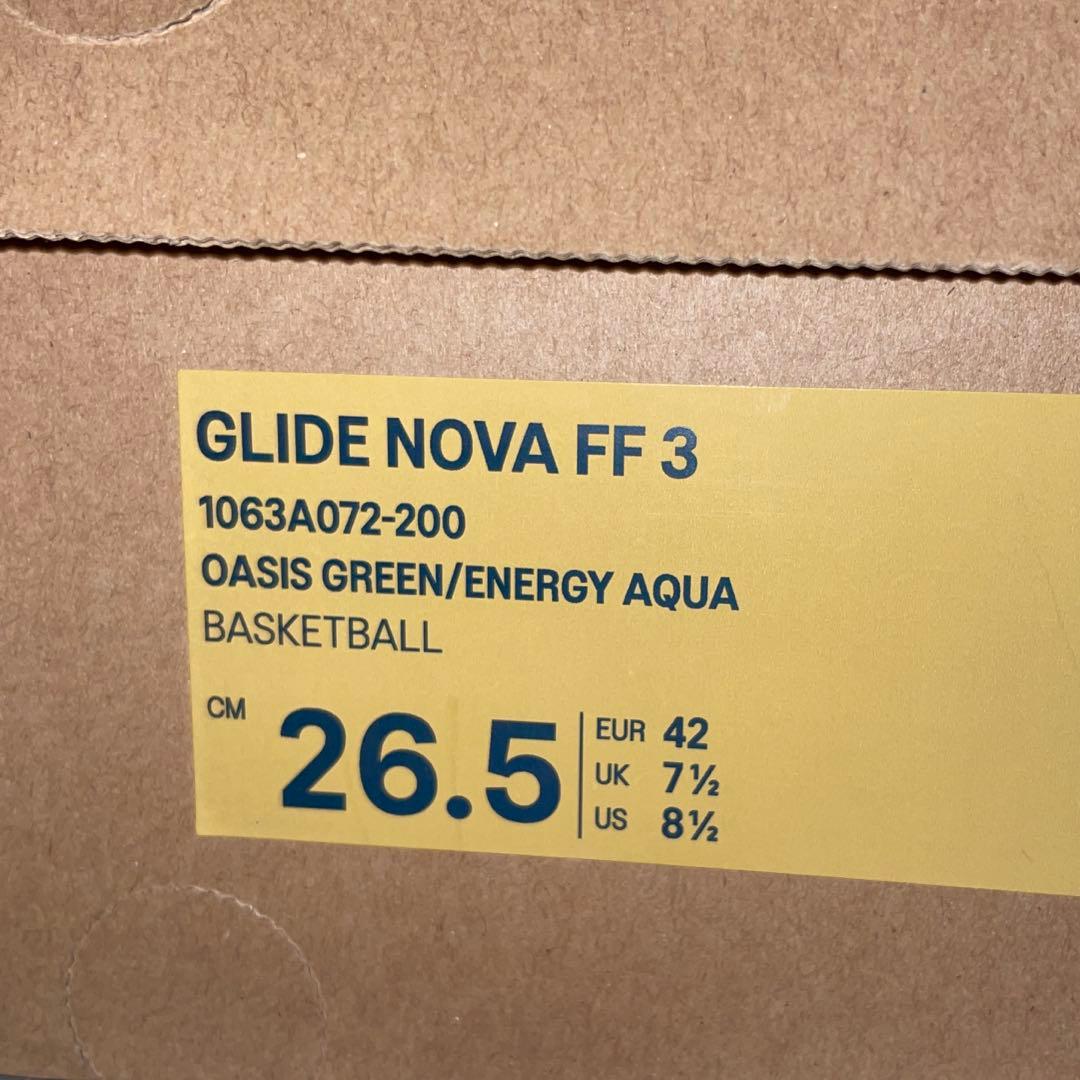 GLIDE NOVA FF 3
1063A072-200
OASIS GREEN/ENERGY AQUA
BASKETBALL
CM 26.5
EUR 42
UK 7½
US 8½